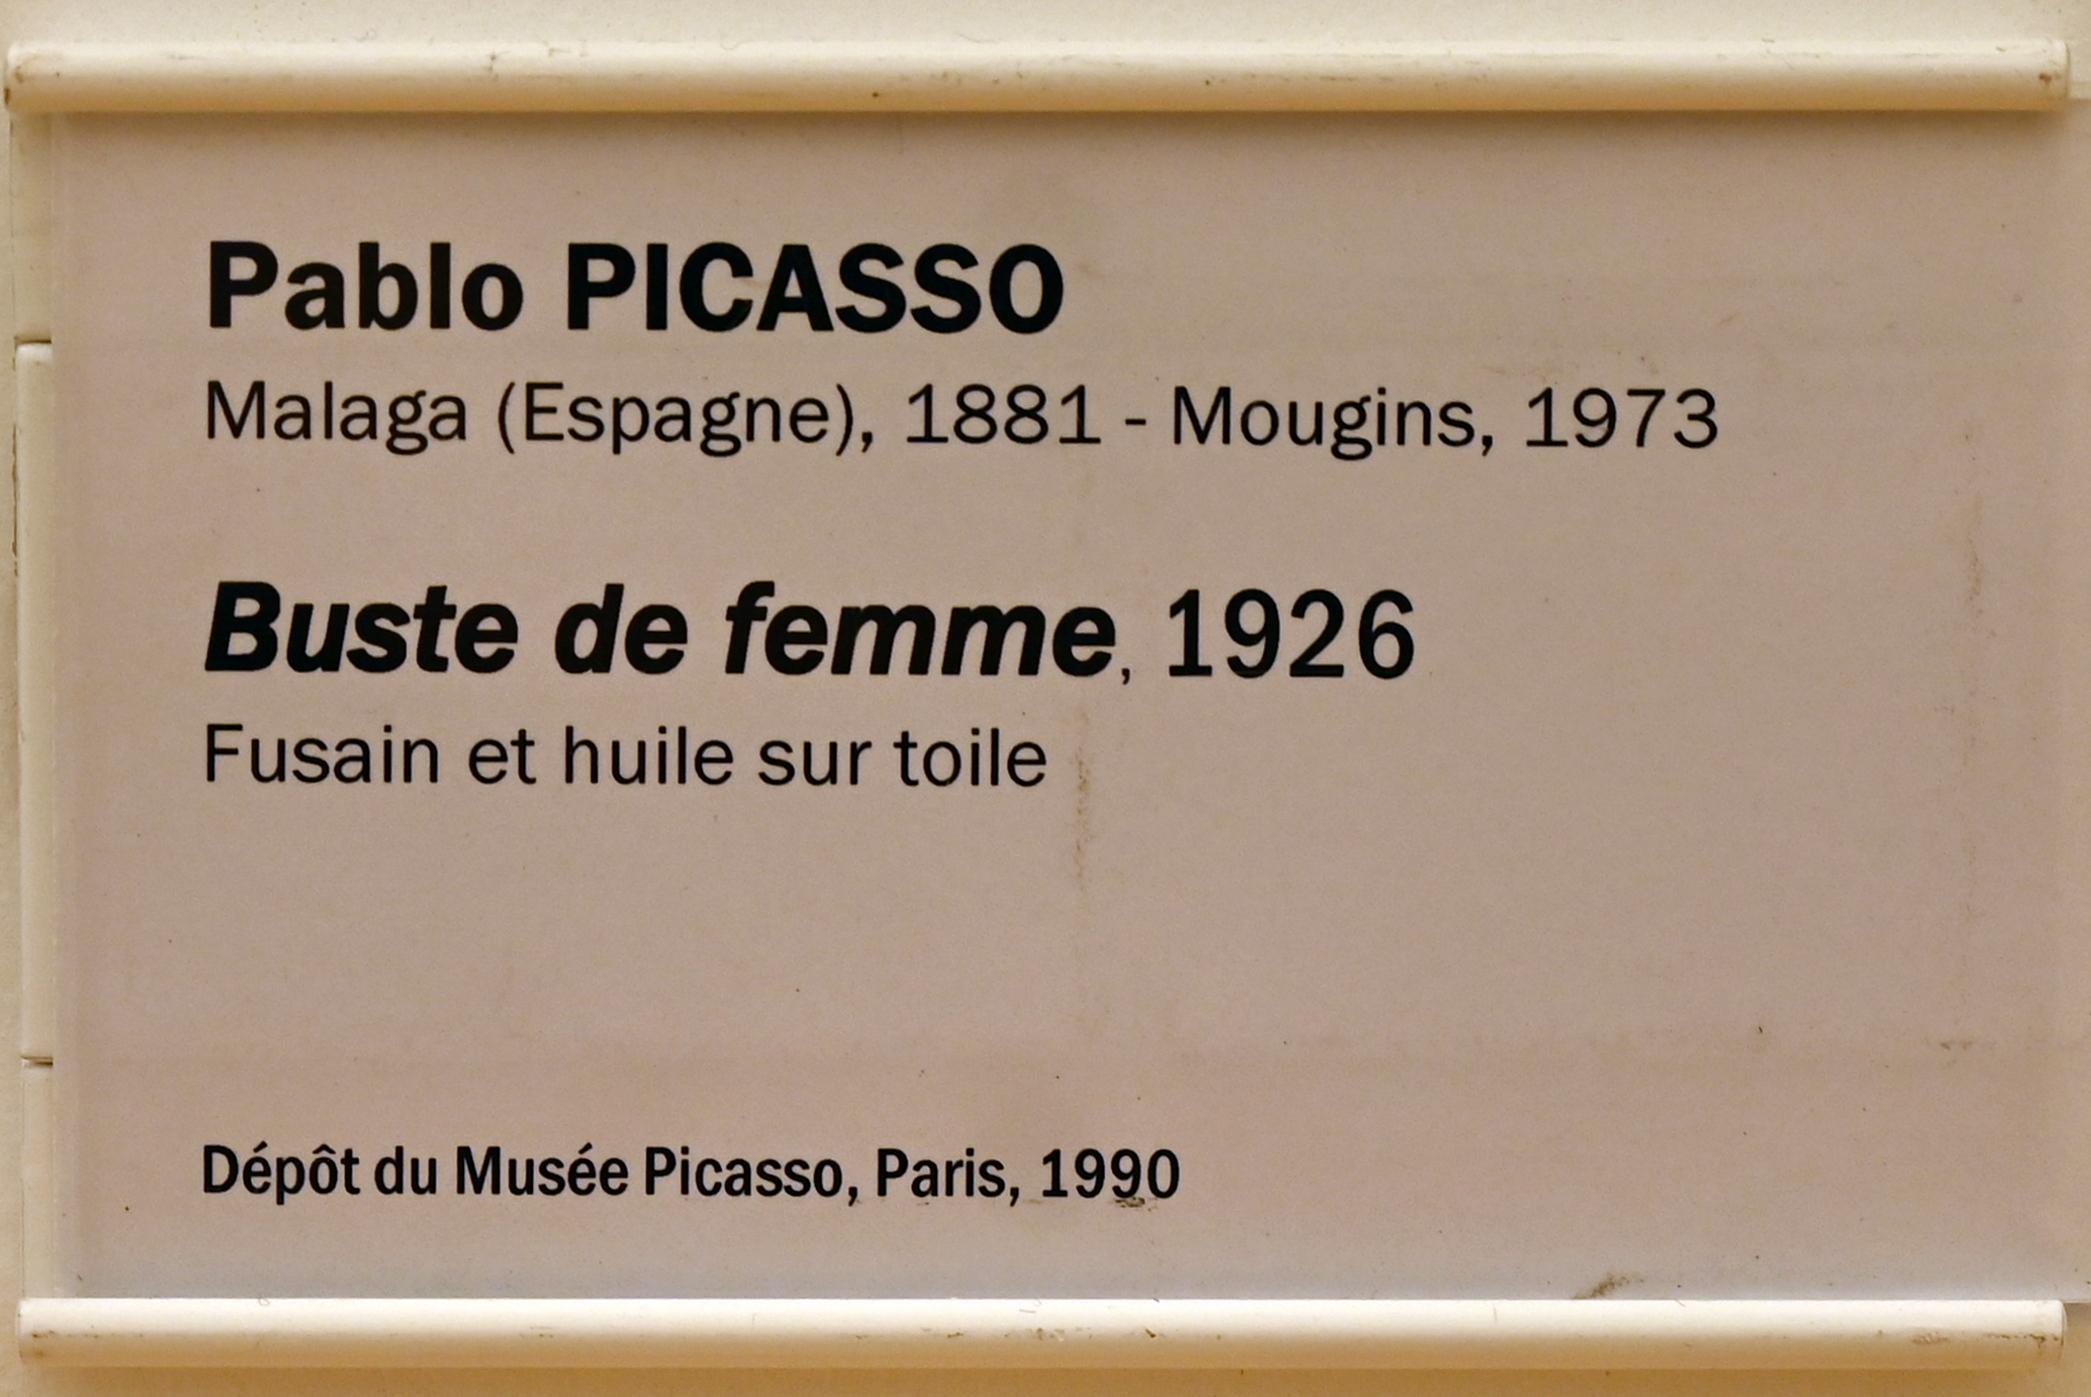 Pablo PICASSO
Malaga (Espagne), 1881 - Mougins, 1973
Buste de femme, 1926
Fusain et huile sur toile
Dépôt du Musée Picasso, Paris, 1990